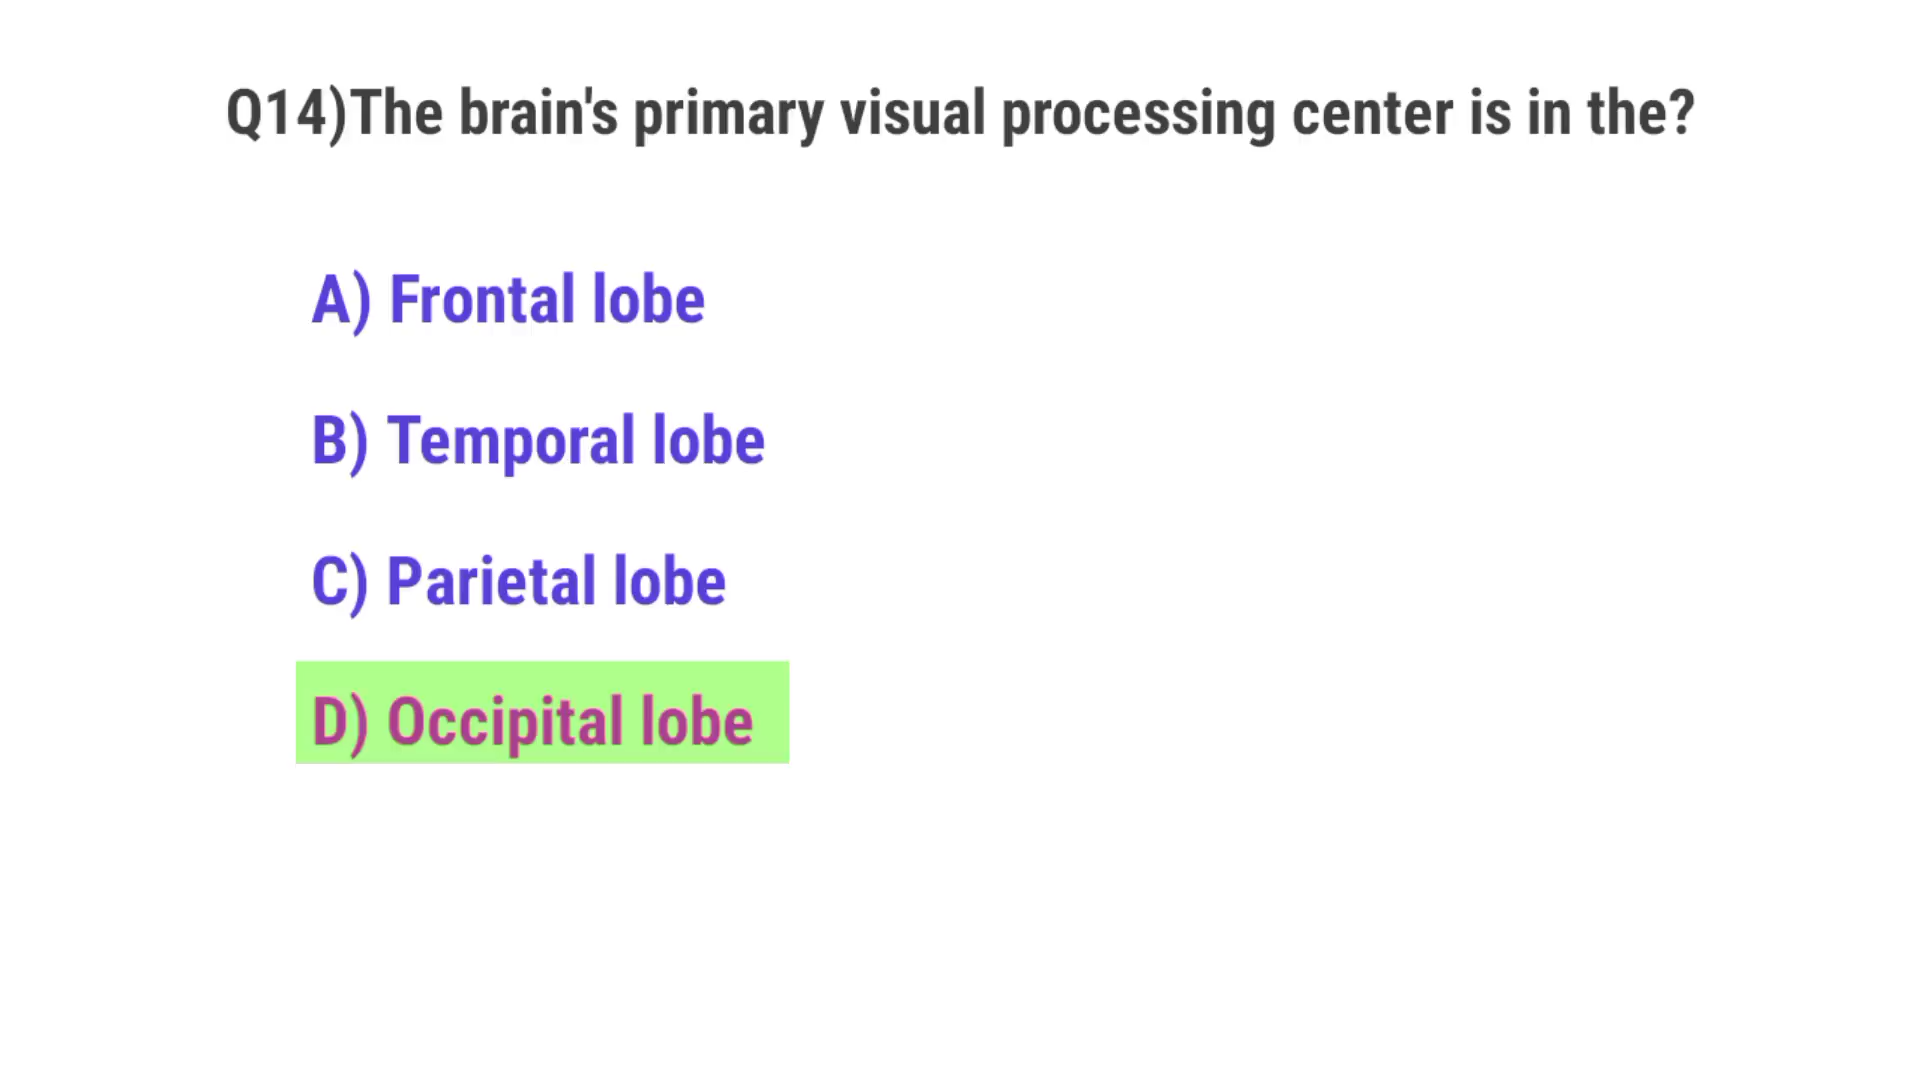 Q14)The brain's primary visual processing center is in the?
A) Frontal lobe
B) Temporal lobe
C) Parietal lobe
D) Occipital lobe